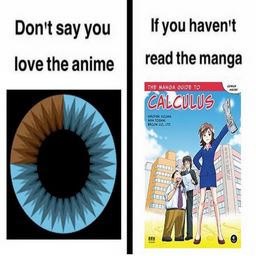 Don't say you
love the anime
If you haven't
read the manga
THE MANGA GUIDE TO
CALCULUS